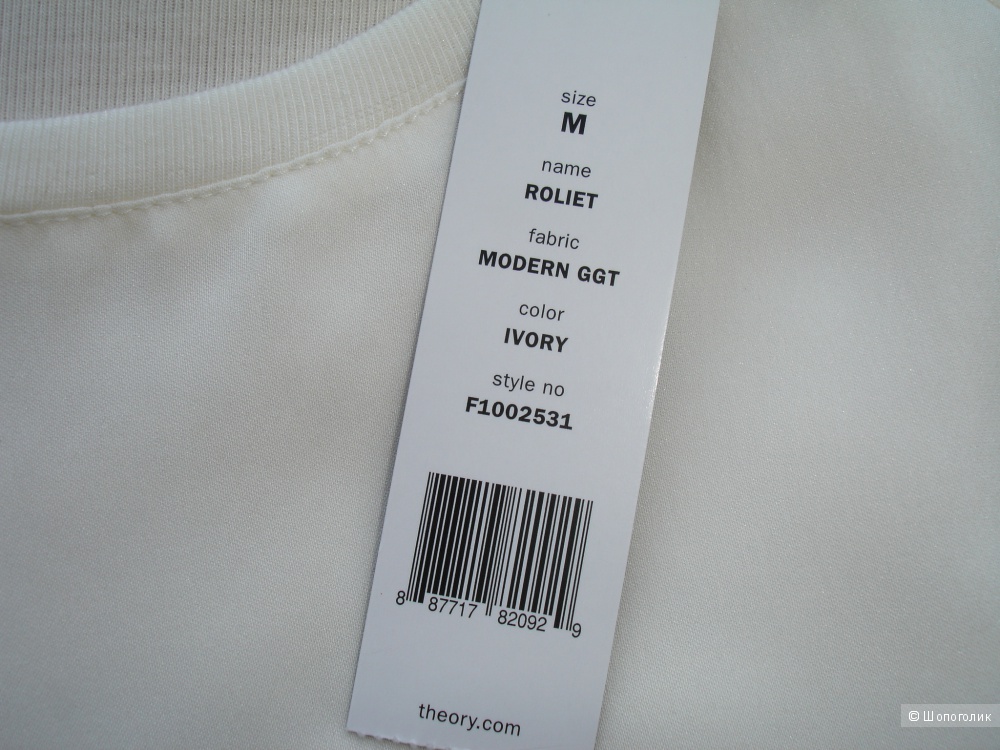 size
M
name
ROLIET
fabric
MODERN GGT
color
IVORY
style no
F1002531
8 87717 82092 9
theory.com
© Шопоголик